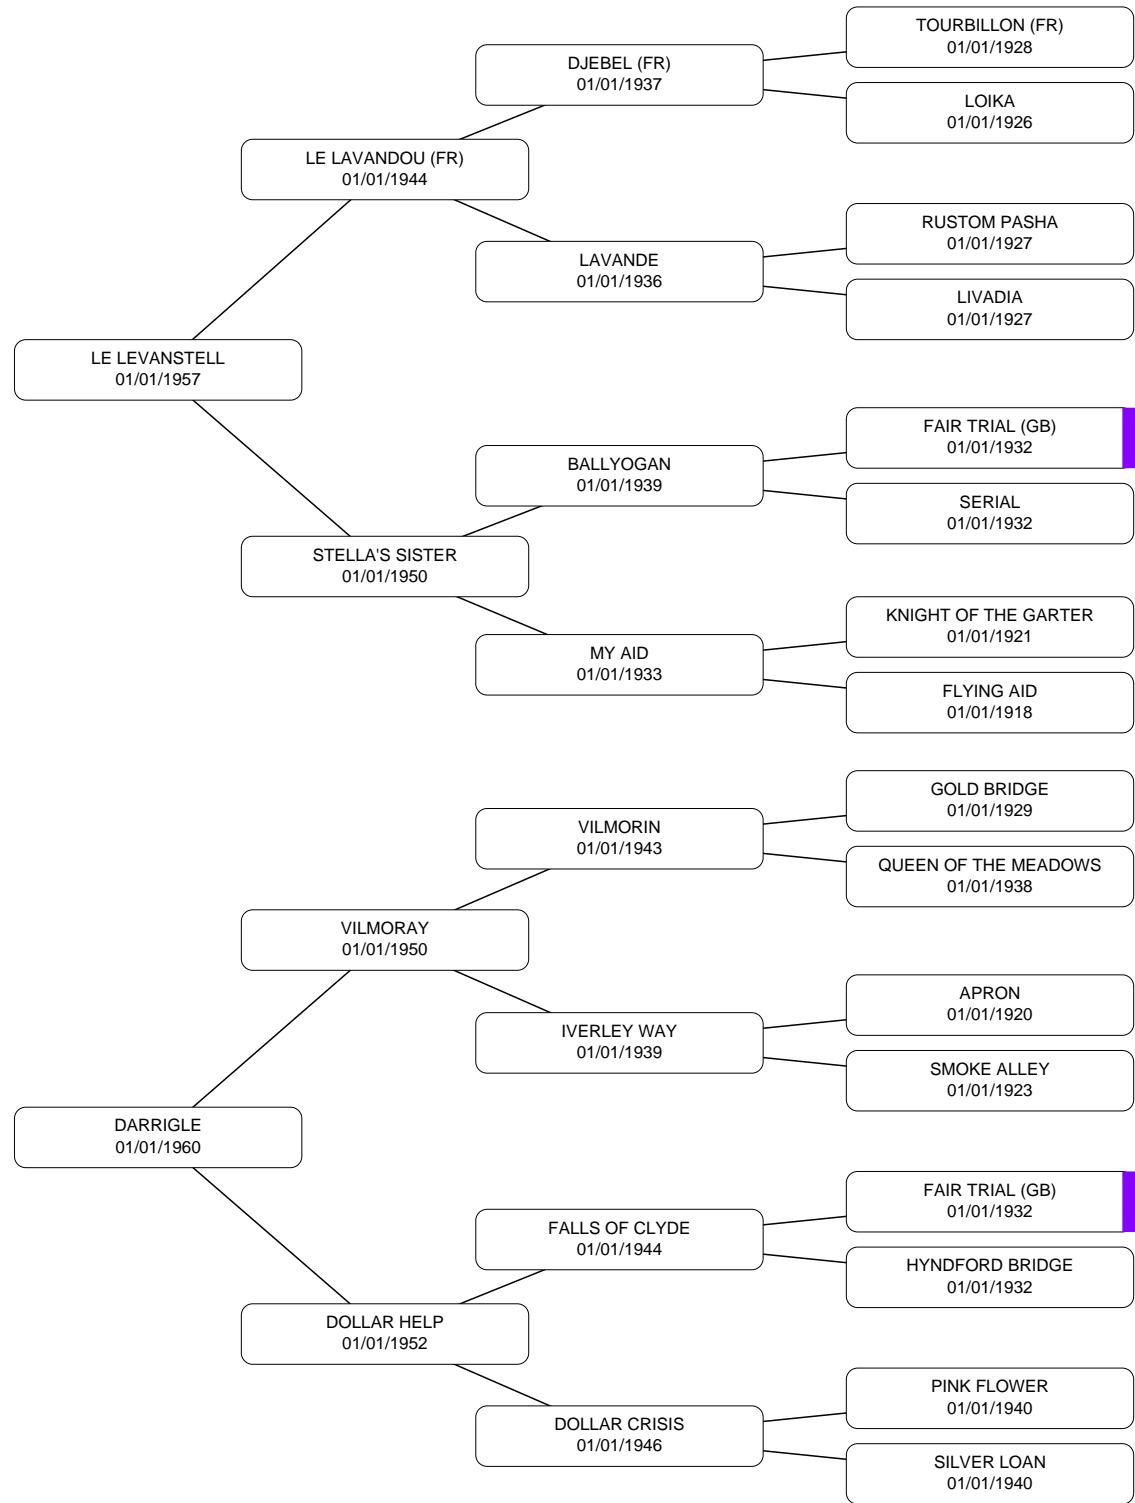 TOURBILLON (FR)
01/01/1928
DJEBEL (FR)
01/01/1937
LOIKA
01/01/1926
LE LAVANDOU (FR)
01/01/1944
RUSTOM PASHA
01/01/1927
LAVANDE
01/01/1936
LIVADIA
01/01/1927
LE LEVANSTELL
01/01/1957
FAIR TRIAL (GB)
01/01/1932
BALLYOGAN
01/01/1939
SERIAL
01/01/1932
STELLA'S SISTER
01/01/1950
KNIGHT OF THE GARTER
01/01/1921
MY AID
01/01/1933
FLYING AID
01/01/1918
GOLD BRIDGE
01/01/1929
VILMORIN
01/01/1943
QUEEN OF THE MEADOWS
01/01/1938
VILMORAY
01/01/1950
APRON
01/01/1920
IVERLEY WAY
01/01/1939
SMOKE ALLEY
01/01/1923
DARRIGLE
01/01/1960
FAIR TRIAL (GB)
01/01/1932
FALLS OF CLYDE
01/01/1944
HYNDFORD BRIDGE
01/01/1932
DOLLAR HELP
01/01/1952
PINK FLOWER
01/01/1940
DOLLAR CRISIS
01/01/1946
SILVER LOAN
01/01/1940